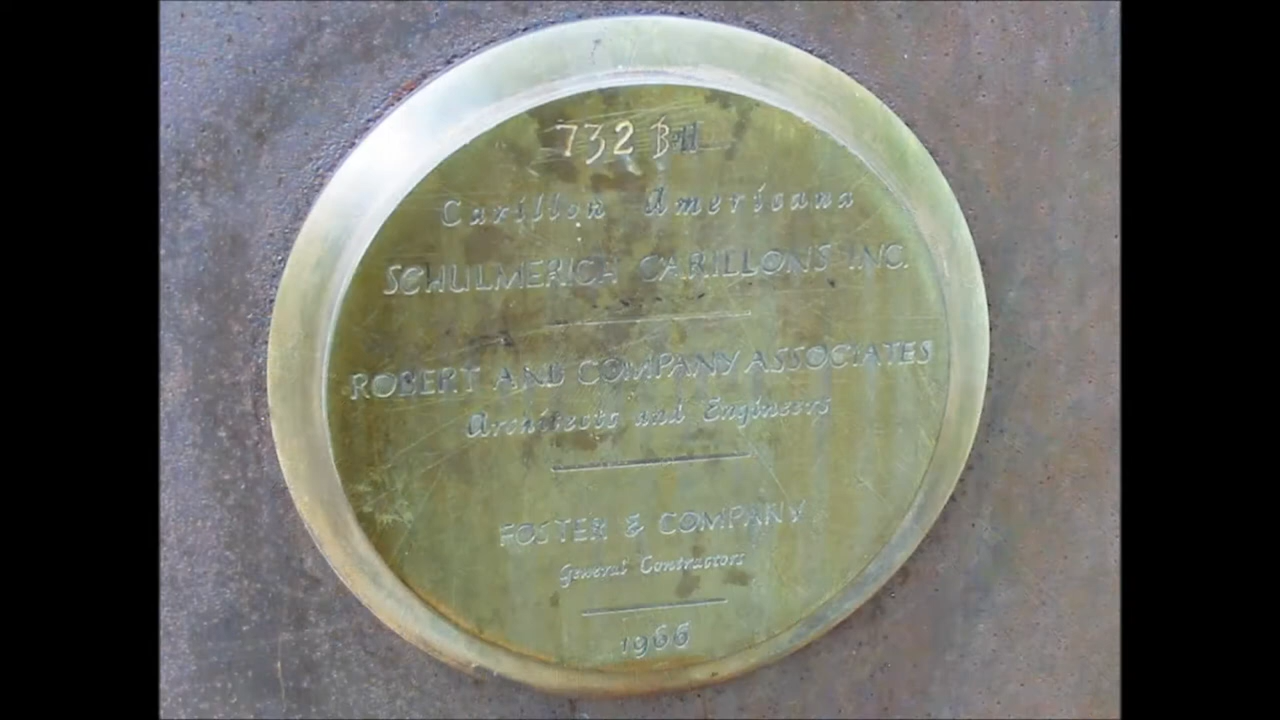 732 Bell
Carillon Americana
SCHULMERICH CARILLONS INC.
ROBERT AND COMPANY ASSOCIATES
Architects and Engineers
FOSTER & COMPANY
General Contractors
1966